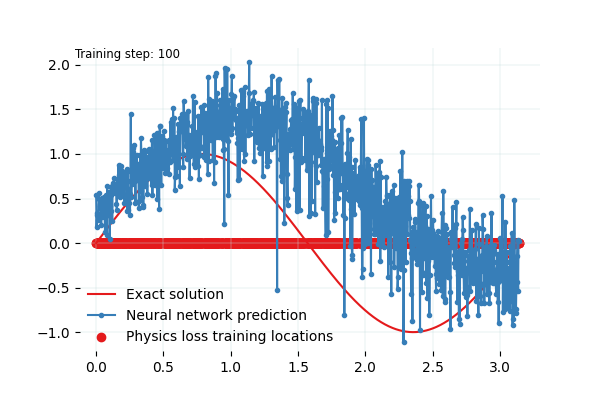 Training step: 100
2.0
1.5
1.0
0.5
0.0
−0.5
−1.0
Exact solution
Neural network prediction
Physics loss training locations
0.0 0.5 1.0 1.5 2.0 2.5 3.0